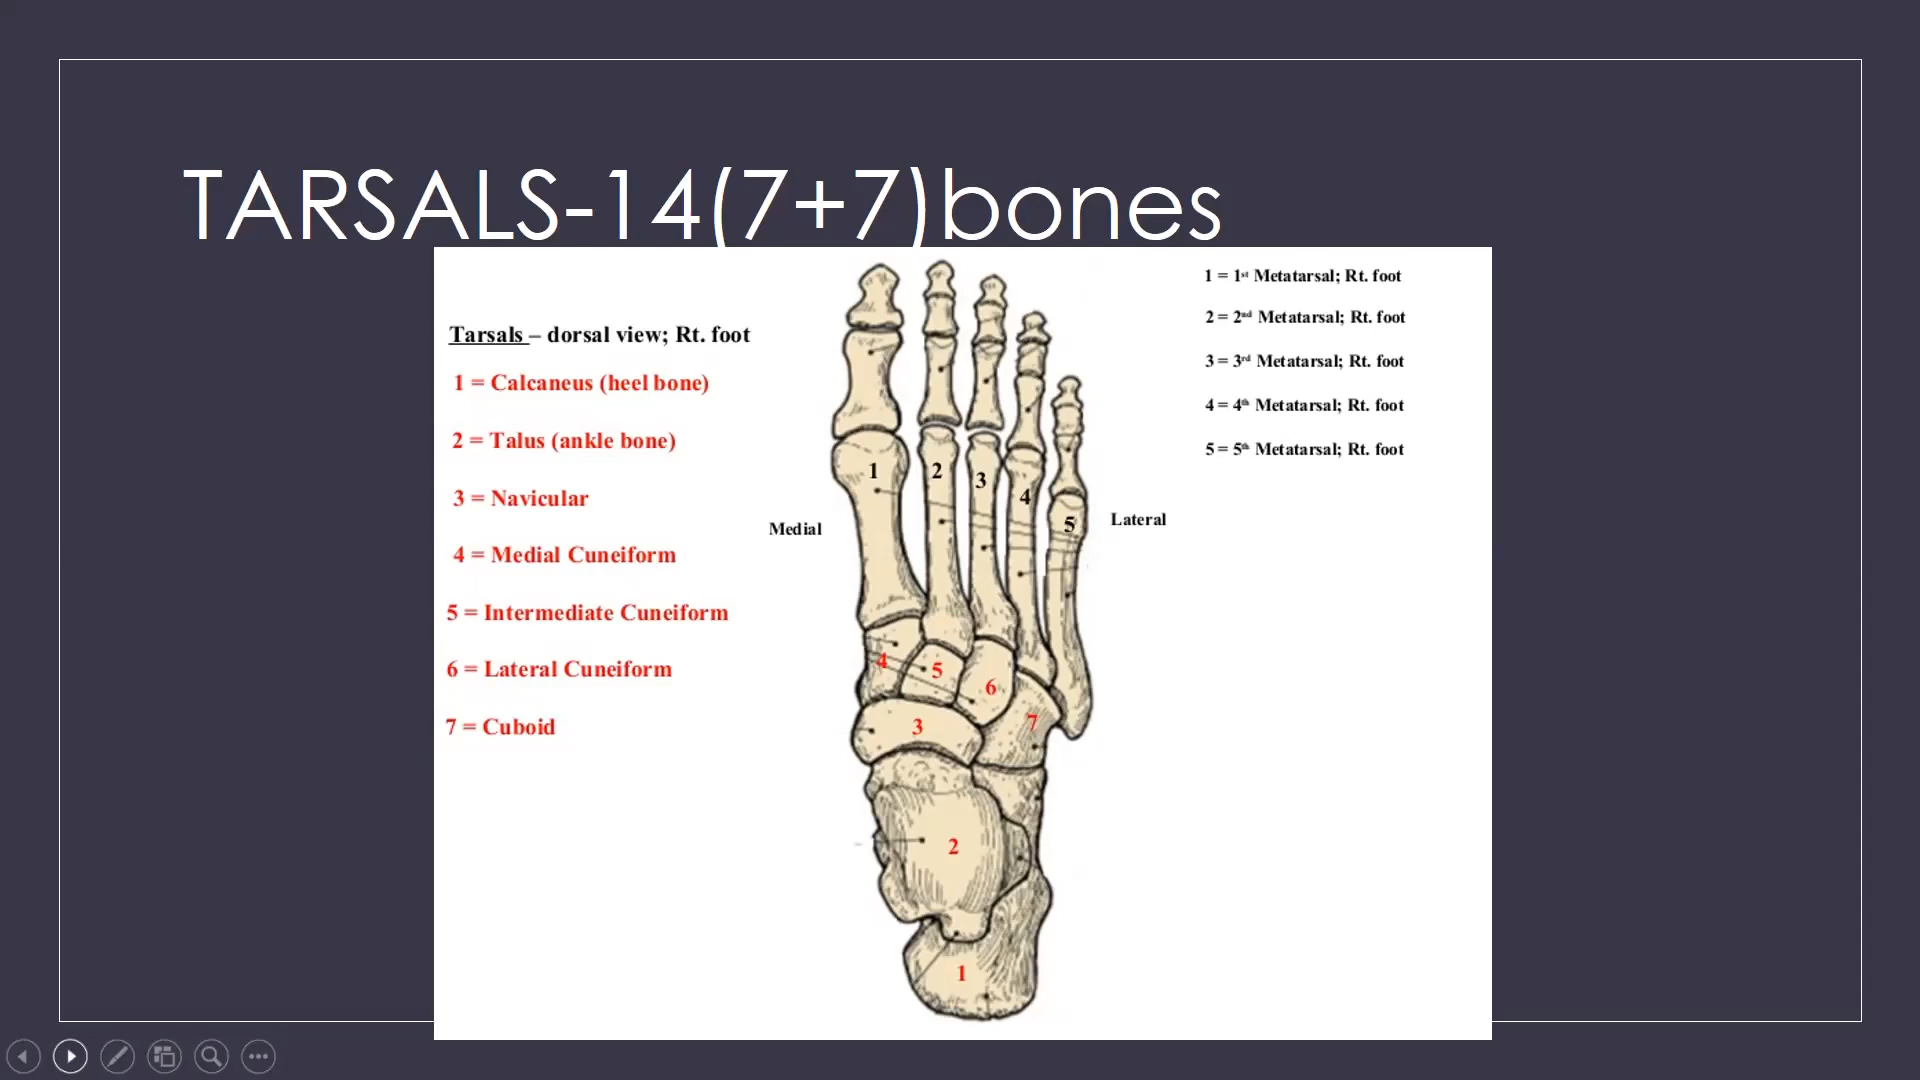 TARSALS-14(7+7)bones
Tarsals – dorsal view; Rt. foot
1 = Calcaneus (heel bone)
2 = Talus (ankle bone)
3 = Navicular
4 = Medial Cuneiform
5 = Intermediate Cuneiform
6 = Lateral Cuneiform
7 = Cuboid
Medial
1
2
3
4
5
4
5
6
3
7
2
1
Lateral
1 = 1st Metatarsal; Rt. foot
2 = 2nd Metatarsal; Rt. foot
3 = 3rd Metatarsal; Rt. foot
4 = 4th Metatarsal; Rt. foot
5 = 5th Metatarsal; Rt. foot